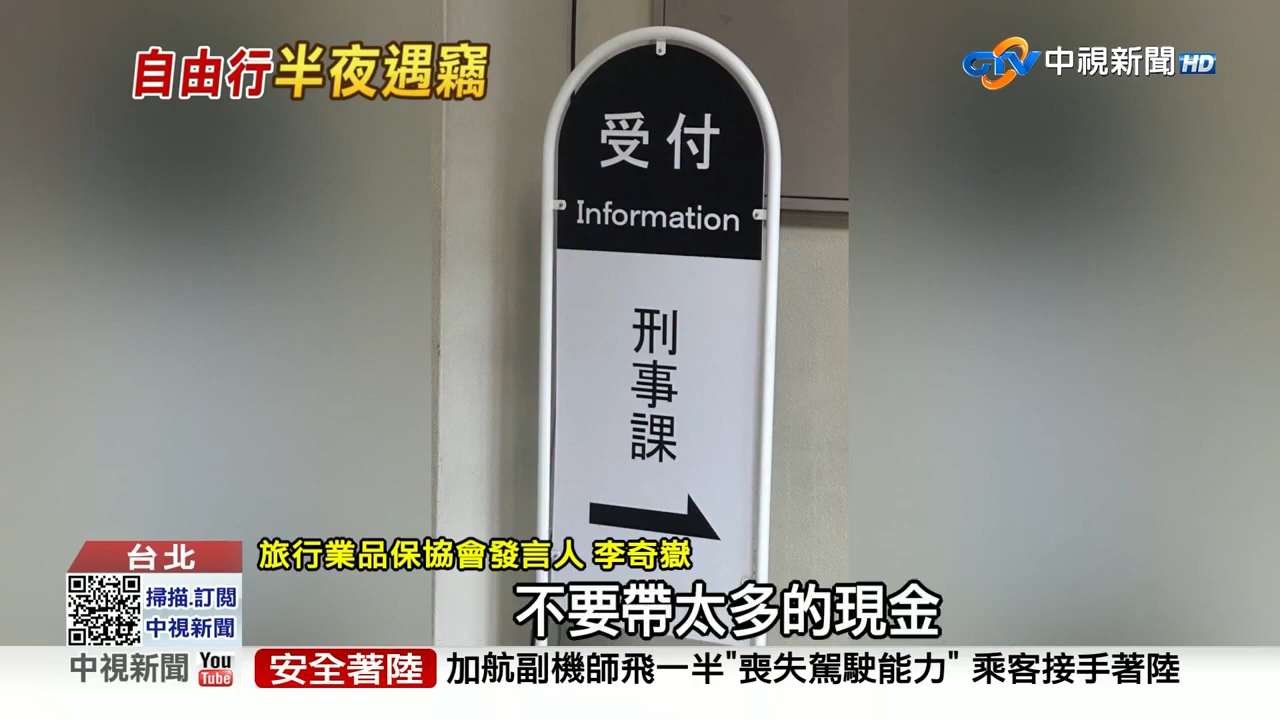 自由行半夜遇竊
CTV中視新聞HD
受付
Information
刑事課
台北
旅行業品保協會發言人 李奇嶽
掃描.訂閱
中視新聞
不要帶太多的現金
中視新聞 YouTube
安全著陸 加航副機師飛一半"喪失駕駛能力" 乘客接手著陸